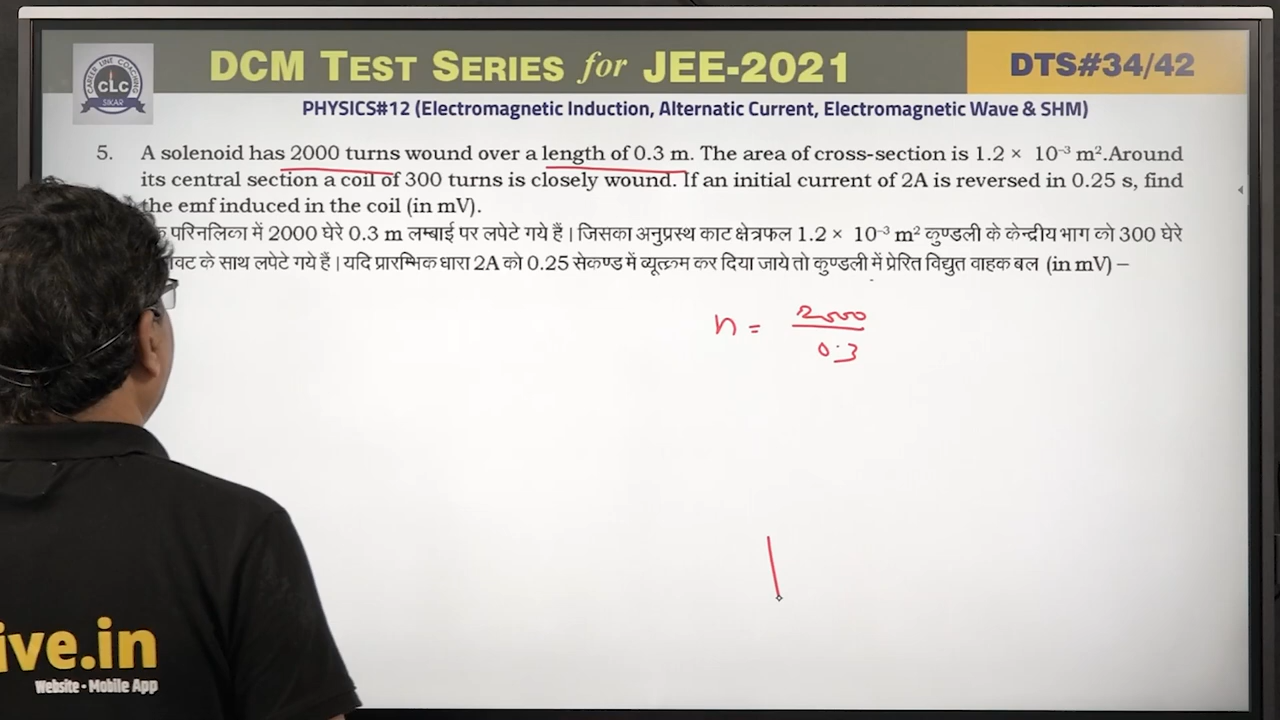 DCM TEST SERIES for JEE-2021
DTS#34/42
CAREER LINE COACHING
CLC
SIKAR
PHYSICS#12 (Electromagnetic Induction, Alternatic Current, Electromagnetic Wave & SHM)
5. A solenoid has 2000 turns wound over a length of 0.3 m. The area of cross-section is 1.2 × 10⁻³ m².Around
its central section a coil of 300 turns is closely wound. If an initial current of 2A is reversed in 0.25 s, find
the emf induced in the coil (in mV).
परिनलिका में 2000 घेरे 0.3 m लम्बाई पर लपेटे गये हैं। जिसका अनुप्रस्थ काट क्षेत्रफल 1.2 × 10⁻³ m² कुण्डली के केन्द्रीय भाग को 300 घेरे
वट के साथ लपेटे गये है। यदि प्रारम्भिक धारा 2A को 0.25 सेकण्ड में व्यूत्क्रम कर दिया जाये तो कुण्डली में प्रेरित विद्युत वाहक बल (in mV) –
n = 2000
0.3
ive.in
Website • Mobile App